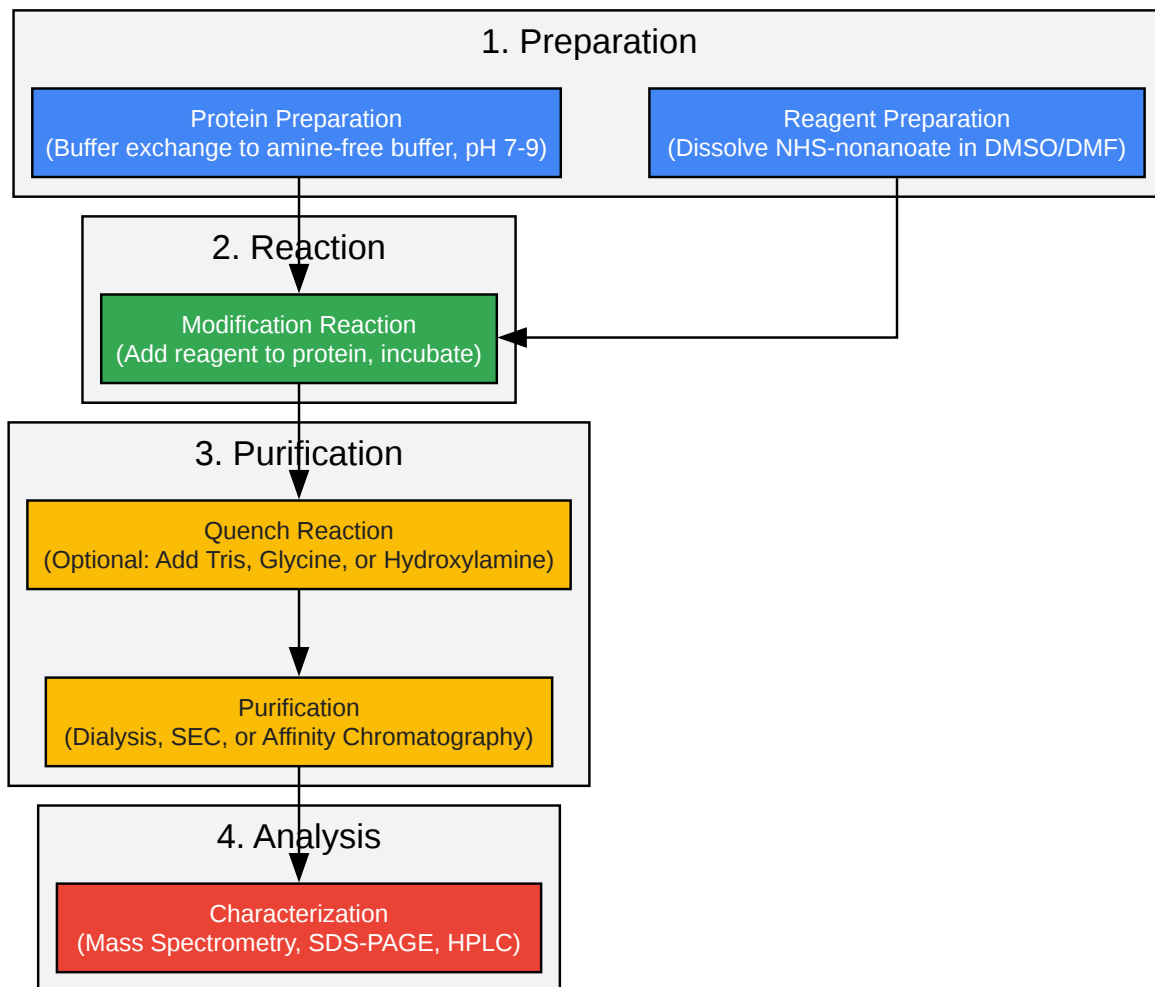 1. Preparation
Protein Preparation
(Buffer exchange to amine-free buffer, pH 7-9)
Reagent Preparation
(Dissolve NHS-nonanoate in DMSO/DMF)
2. Reaction
Modification Reaction
(Add reagent to protein, incubate)
3. Purification
Quench Reaction
(Optional: Add Tris, Glycine, or Hydroxylamine)
Purification
(Dialysis, SEC, or Affinity Chromatography)
4. Analysis
Characterization
(Mass Spectrometry, SDS-PAGE, HPLC)